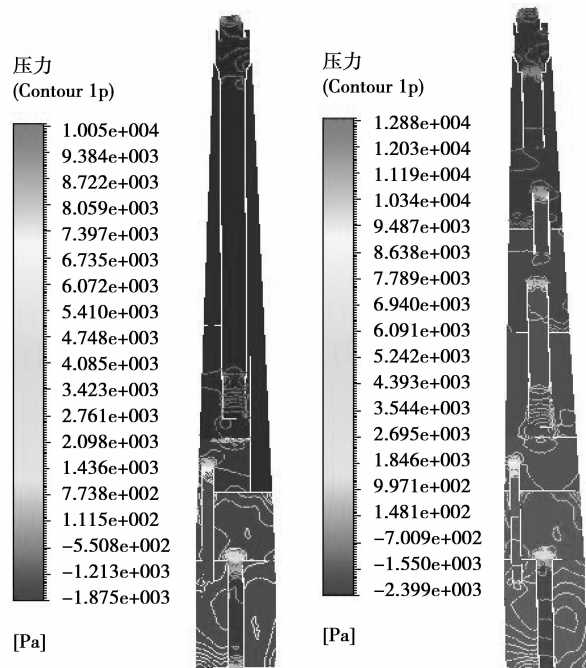 压力
(Contour 1p)
1.005e+004
9.384e+003
8.722e+003
8.059e+003
7.397e+003
6.735e+003
6.072e+003
5.410e+003
4.748e+003
4.085e+003
3.423e+003
2.761e+003
2.098e+003
1.436e+003
7.738e+002
1.115e+002
-5.508e+002
-1.213e+003
-1.875e+003
[Pa]
压力
(Contour 1p)
1.288e+004
1.203e+004
1.119e+004
1.034e+004
9.487e+003
8.638e+003
7.789e+003
6.940e+003
6.091e+003
5.242e+003
4.393e+003
3.544e+003
2.695e+003
1.846e+003
9.971e+002
1.481e+002
-7.009e+002
-1.550e+003
-2.399e+003
[Pa]